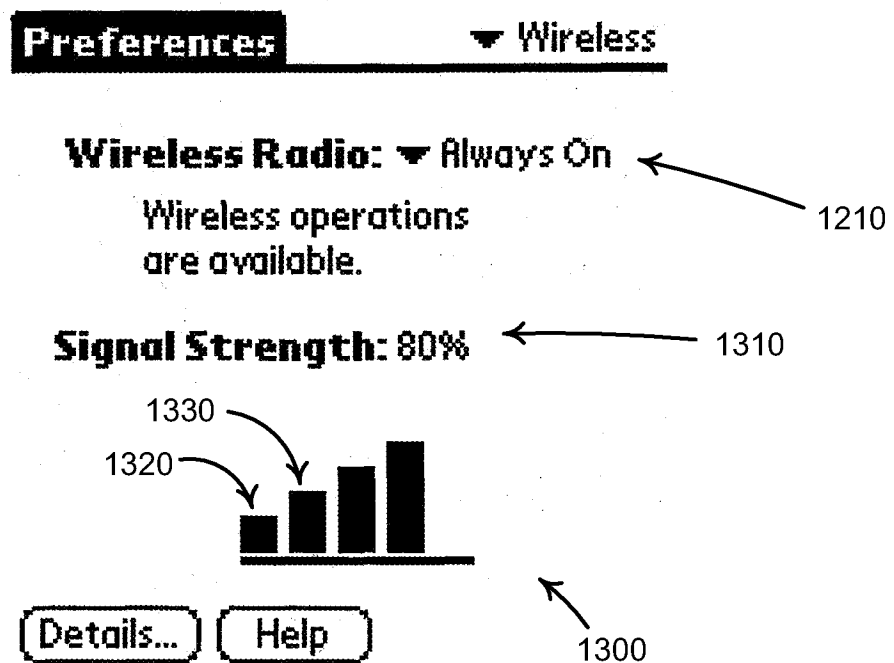 Preferences
Wireless
Wireless Radio: Always On
1210
Wireless operations
are available.
Signal Strength: 80%
1310
1330
1320
Details...
Help
1300